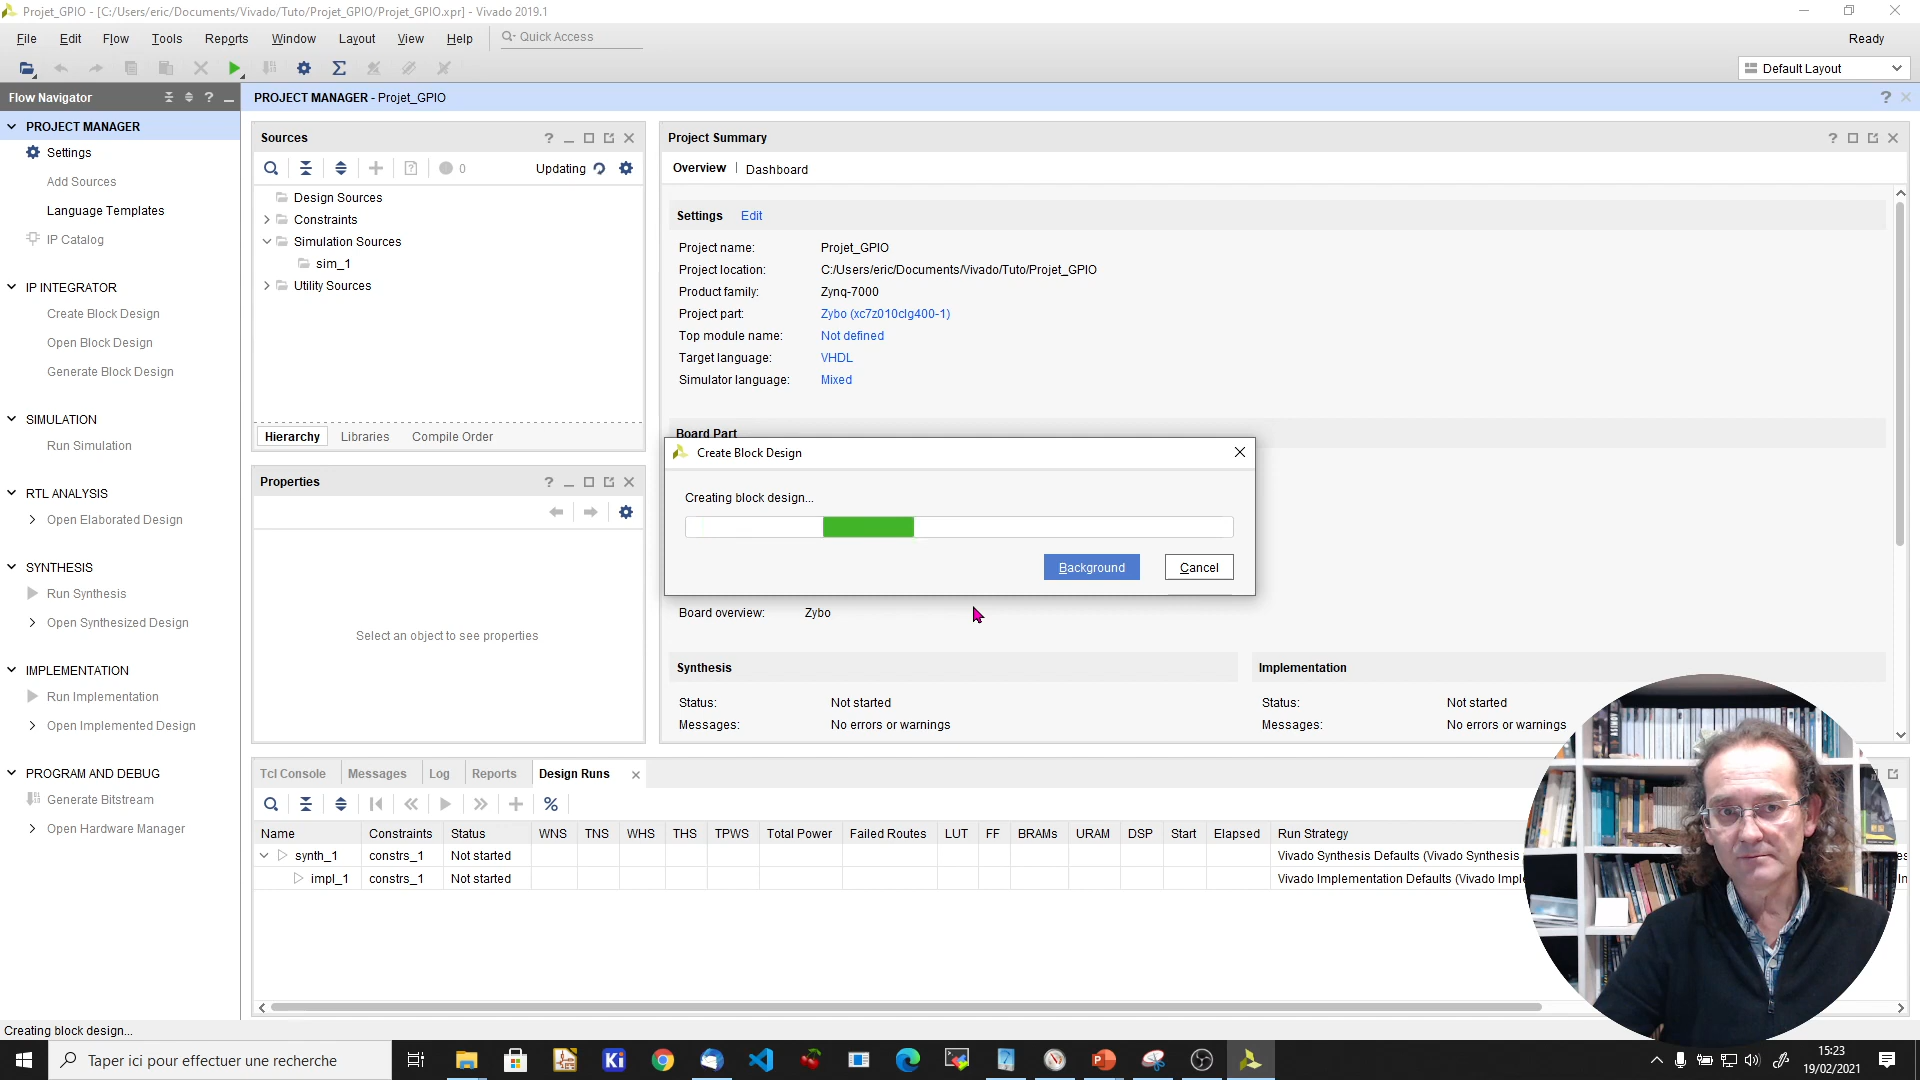 Projet_GPIO - [C:/Users/eric/Documents/Vivado/Tuto/Projet_GPIO/Projet_GPIO.xpr] - Vivado 2019.1
File Edit Flow Tools Reports Window Layout View Help Quick Access Ready
Default Layout
Flow Navigator
PROJECT MANAGER
Settings
Add Sources
Language Templates
IP Catalog
IP INTEGRATOR
Create Block Design
Open Block Design
Generate Block Design
SIMULATION
Run Simulation
RTL ANALYSIS
Open Elaborated Design
SYNTHESIS
Run Synthesis
Open Synthesized Design
IMPLEMENTATION
Run Implementation
Open Implemented Design
PROGRAM AND DEBUG
Generate Bitstream
Open Hardware Manager
PROJECT MANAGER - Projet_GPIO
Sources
0 Updating
Design Sources
Constraints
Simulation Sources
sim_1
Utility Sources
Hierarchy Libraries Compile Order
Properties
Select an object to see properties
Project Summary
Overview | Dashboard
Settings Edit
Project name: Projet_GPIO
Project location: C:/Users/eric/Documents/Vivado/Tuto/Projet_GPIO
Product family: Zynq-7000
Project part: Zybo (xc7z010clg400-1)
Top module name: Not defined
Target language: VHDL
Simulator language: Mixed
Board Part
Create Block Design
Creating block design...
Background Cancel
Board overview: Zybo
Synthesis Implementation
Status: Not started Status: Not started
Messages: No errors or warnings Messages: No errors or warnings
Tcl Console Messages Log Reports Design Runs
Name Constraints Status WNS TNS WHS THS TPWS Total Power Failed Routes LUT FF BRAMs URAM DSP Start Elapsed Run Strategy
synth_1 constrs_1 Not started Vivado Synthesis Defaults (Vivado Synthesis
impl_1 constrs_1 Not started Vivado Implementation Defaults (Vivado Imple
Creating block design...
Taper ici pour effectuer une recherche
Ki
15:23
19/02/2021